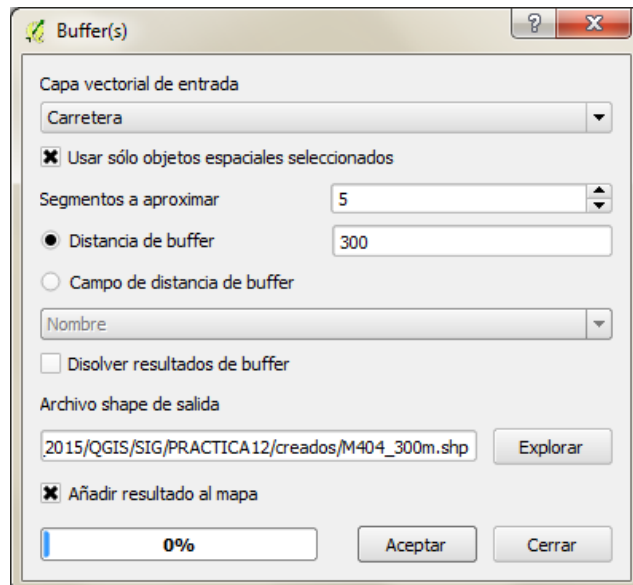 Buffer(s)
Capa vectorial de entrada
Carretera
Usar sólo objetos espaciales seleccionados
Segmentos a aproximar 5
Distancia de buffer 300
Campo de distancia de buffer
Nombre
Disolver resultados de buffer
Archivo shape de salida
2015/QGIS/SIG/PRACTICA12/creados/M404_300m.shp Explorar
Añadir resultado al mapa
0% Aceptar Cerrar